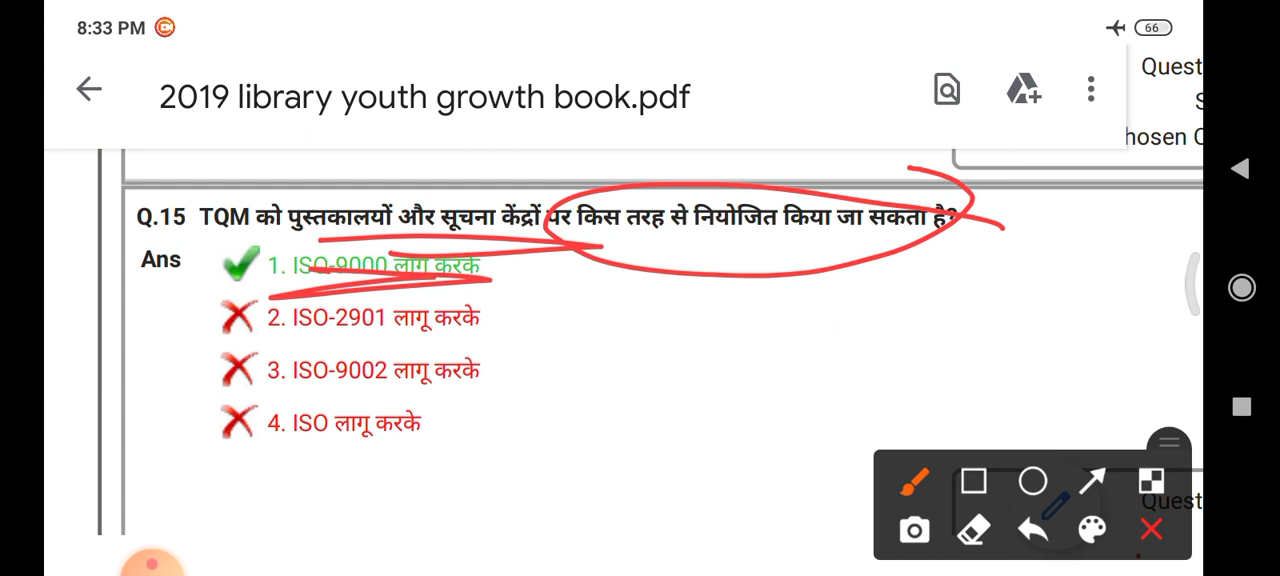 8:33 PM
66
2019 library youth growth book.pdf
Quest
S
hosen C
Q.15 TQM को पुस्तकालयों और सूचना केंद्रों पर किस तरह से नियोजित किया जा सकता है?
Ans
1. ISO-9000 लागू करके
2. ISO-2901 लागू करके
3. ISO-9002 लागू करके
4. ISO लागू करके
Quest